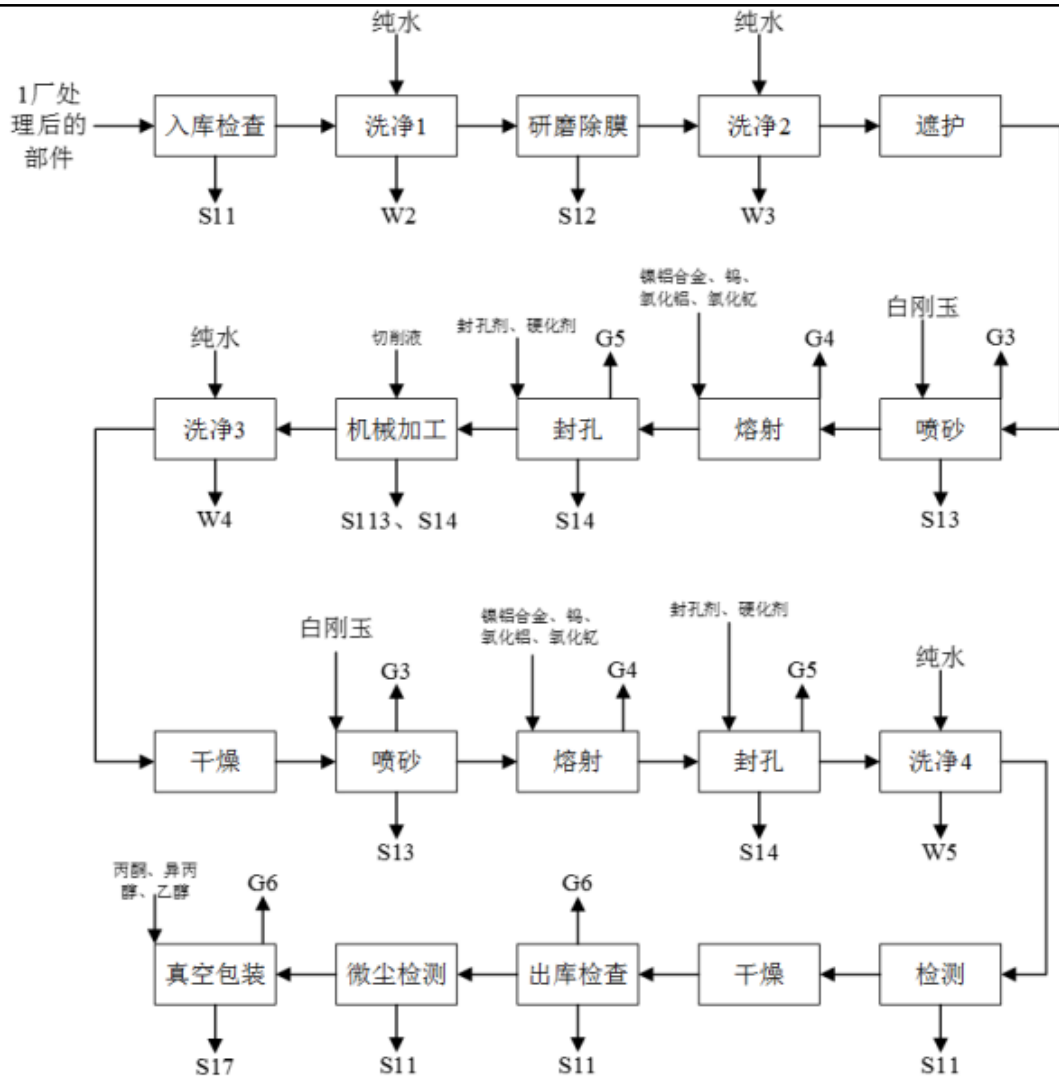 纯水
纯水
1厂处
理后的
部件
入库检查
洗净1
研磨除膜
洗净2
遮护
S11
W2
S12
W3
镍铝合金、钨、
氧化铝、氧化钇
白刚玉
纯水
切削液
封孔剂、硬化剂
G5
G4
G3
洗净3
机械加工
封孔
熔射
喷砂
W4
S113、S14
S14
S13
白刚玉
镍铝合金、钨、
氧化铝、氧化钇
封孔剂、硬化剂
纯水
G3
G4
G5
干燥
喷砂
熔射
封孔
洗净4
S13
S14
W5
丙酮、异丙
醇、乙醇
G6
G6
真空包装
微尘检测
出库检查
干燥
检测
S17
S11
S11
S11